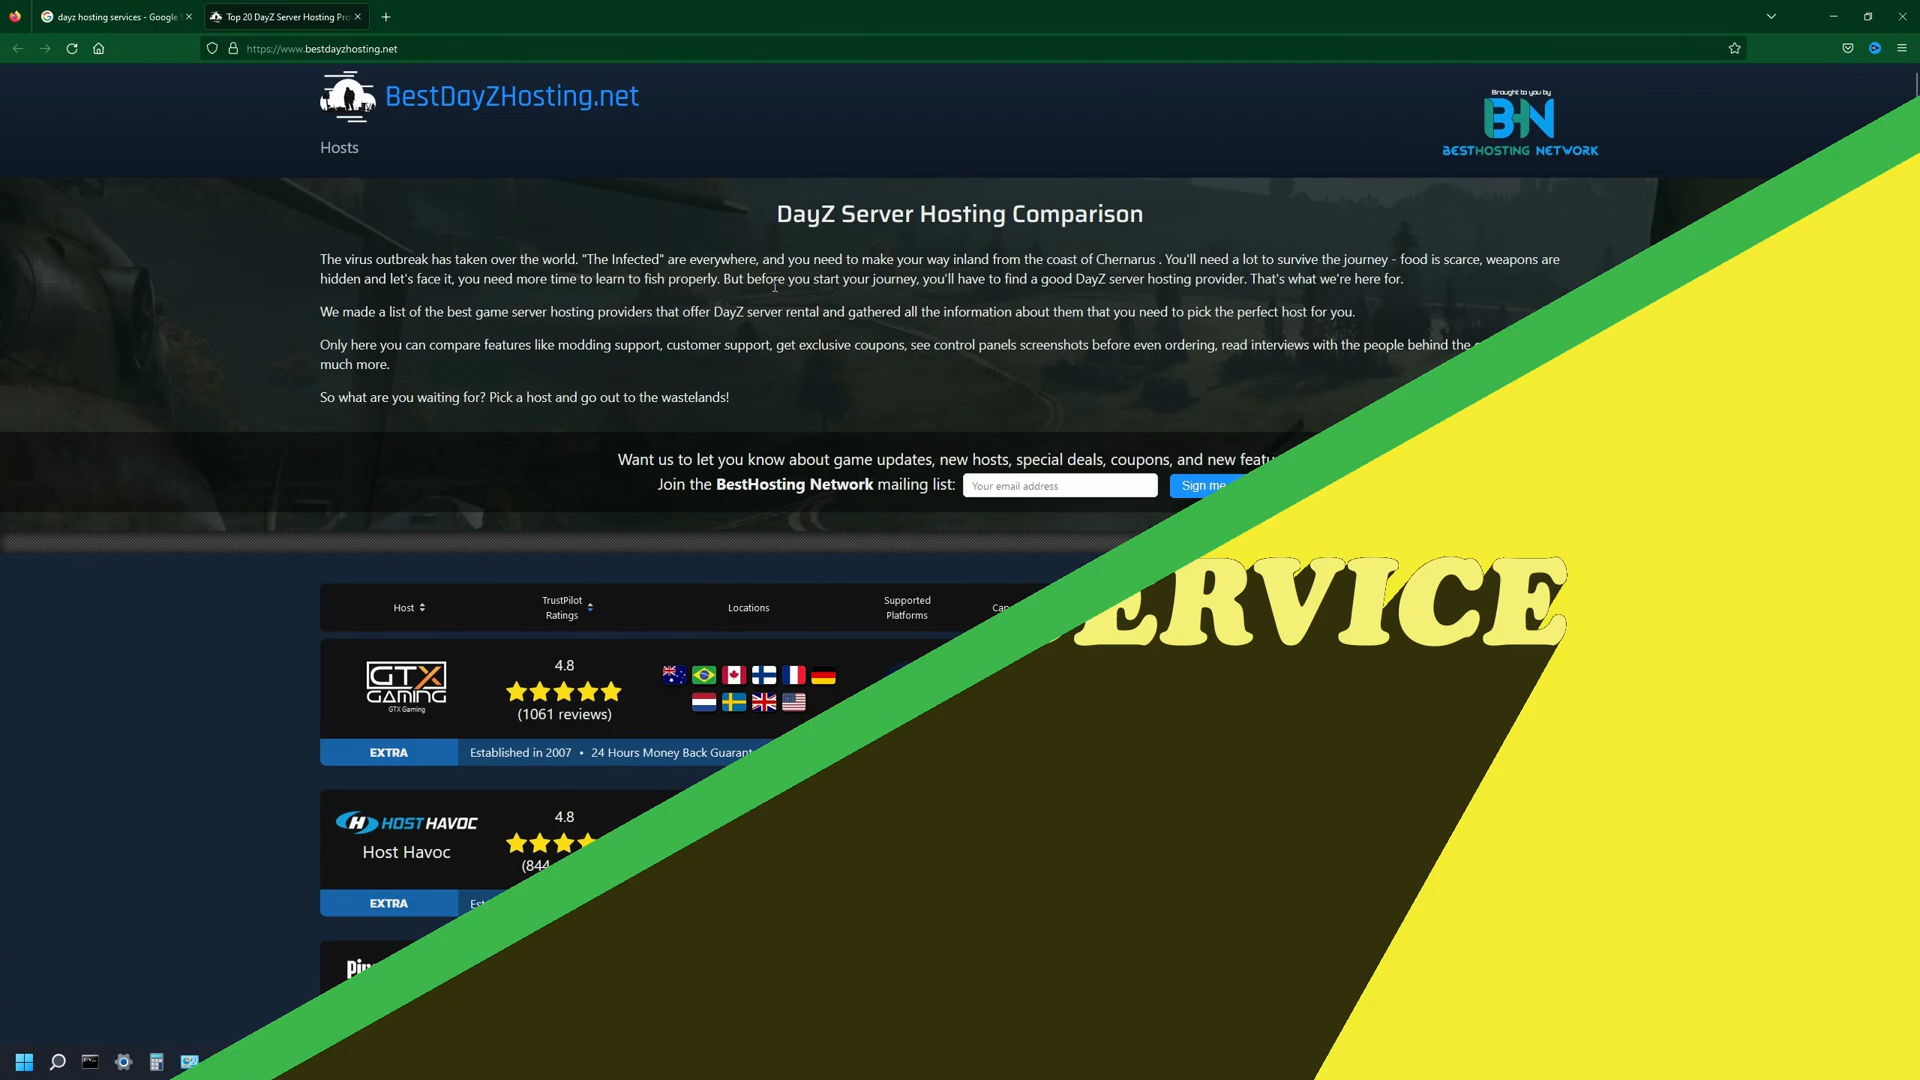 dayz hosting services - Google
Top 20 DayZ Server Hosting Pro
https://www.bestdayzhosting.net
BestDayZHosting.net
Brought to you by
BHN
BESTHOSTING NETWORK
Hosts
DayZ Server Hosting Comparison
The virus outbreak has taken over the world. "The Infected" are everywhere, and you need to make your way inland from the coast of Chernarus . You'll need a lot to survive the journey - food is scarce, weapons are
hidden and let's face it, you need more time to learn to fish properly. But before you start your journey, you'll have to find a good DayZ server hosting provider. That's what we're here for.
We made a list of the best game server hosting providers that offer DayZ server rental and gathered all the information about them that you need to pick the perfect host for you.
Only here you can compare features like modding support, customer support, get exclusive coupons, see control panels screenshots before even ordering, read interviews with the people behind the
much more.
So what are you waiting for? Pick a host and go out to the wastelands!
Want us to let you know about game updates, new hosts, special deals, coupons, and new featu
Join the BestHosting Network mailing list: Your email address Sign me
ERVICE
Host TrustPilot Ratings Locations Supported Platforms
GTX GAMING
GTX Gaming
4.8
(1061 reviews)
EXTRA Established in 2007 • 24 Hours Money Back Guarant
HOST HAVOC
Host Havoc
4.8
(844
EXTRA Est